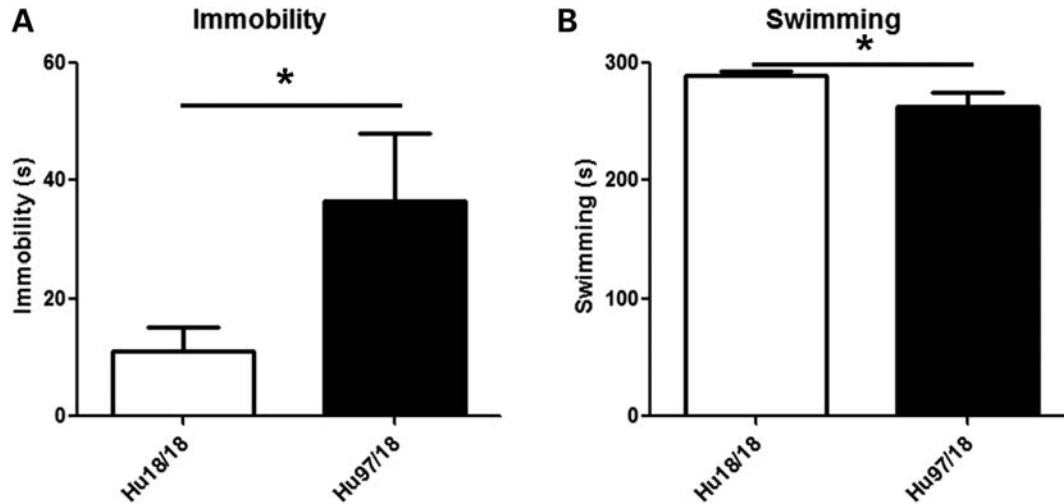 A
Immobility
60
*
40
Immobility (s)
20
0
Hu18/18
Hu97/18
B
Swimming
*
300
200
Swimming (s)
100
0
Hu18/18
Hu97/18